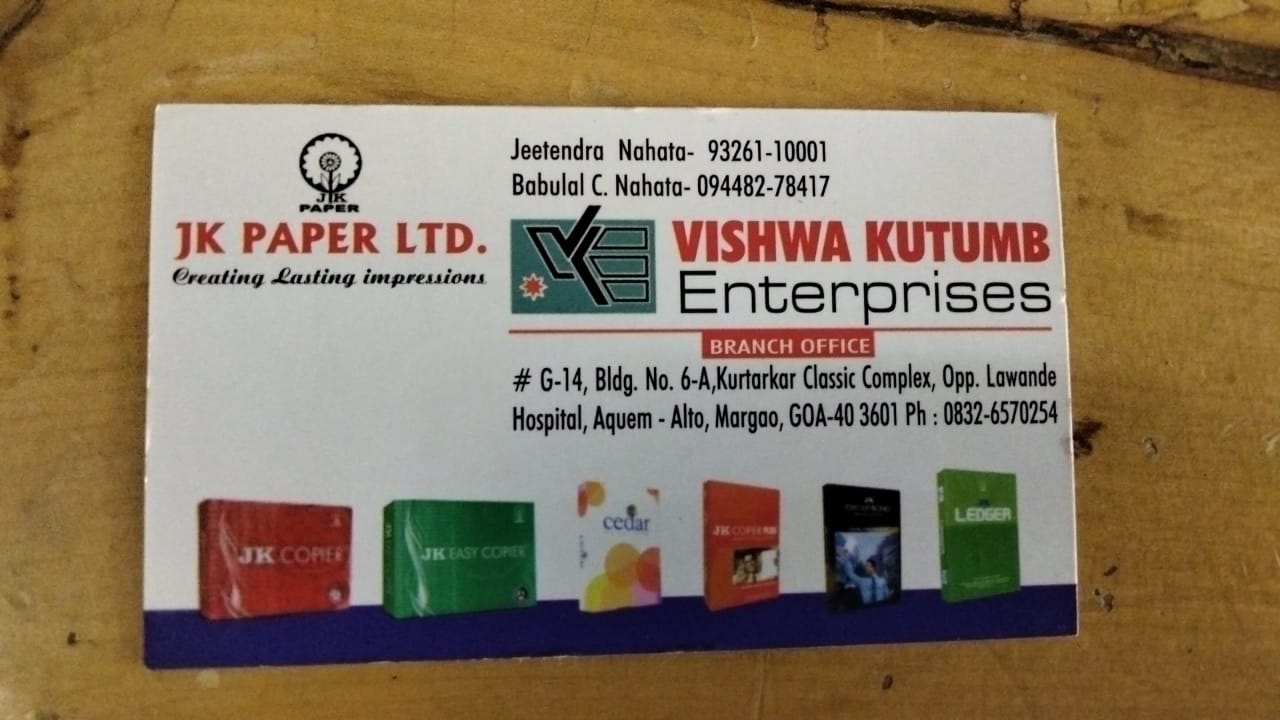 JK
PAPER
JK PAPER LTD.
Creating Lasting impressions
Jeetendra Nahata- 93261-10001
Babulal C. Nahata- 094482-78417
VISHWA KUTUMB
Enterprises
BRANCH OFFICE
# G-14, Bldg. No. 6-A,Kurtarkar Classic Complex, Opp. Lawande
Hospital, Aquem - Alto, Margao, GOA-40 3601 Ph : 0832-6570254
JK COPIER
JK EASY COPIER
cedar
JK COPIER PLUS
JK
LEDGER